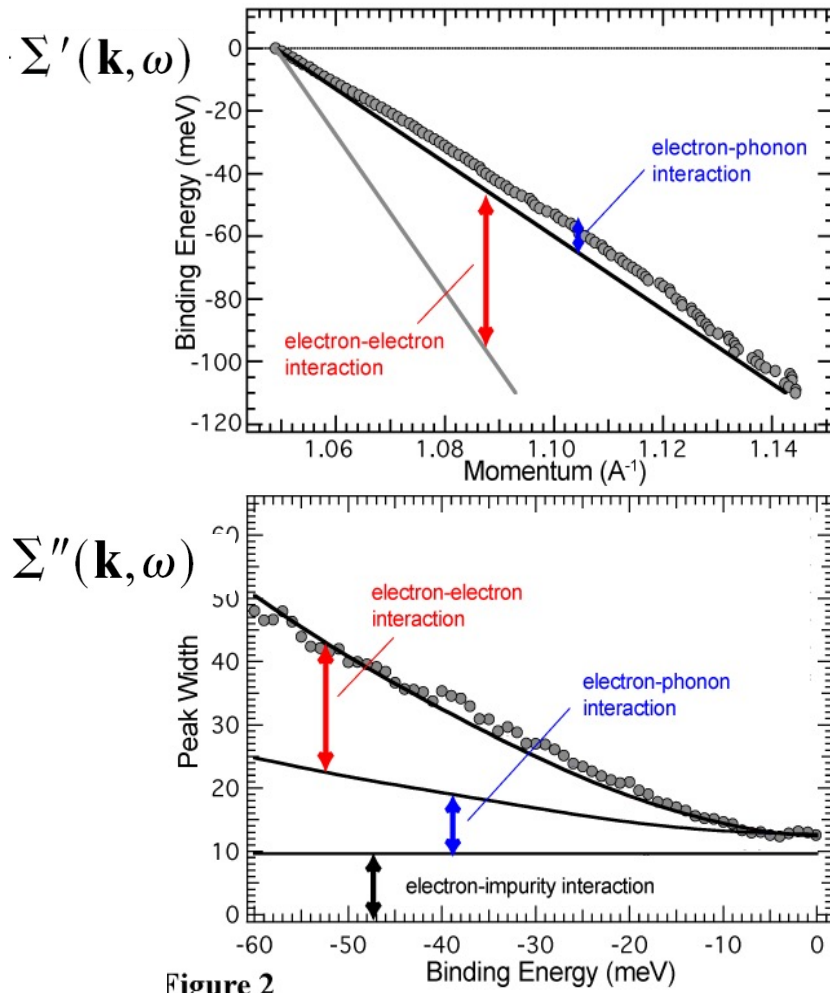 Σ′(k, ω)
0
-20
-40
-60
-80
-100
-120
Binding Energy (meV)
electron-phonon
interaction
electron-electron
interaction
1.06
1.08
1.10
1.12
1.14
Momentum (A⁻¹)
Σ″(k, ω)
60
50
40
30
20
10
0
Peak Width
electron-electron
interaction
electron-phonon
interaction
electron-impurity interaction
-60
-50
-40
-30
-20
-10
0
Binding Energy (meV)
Figure 2